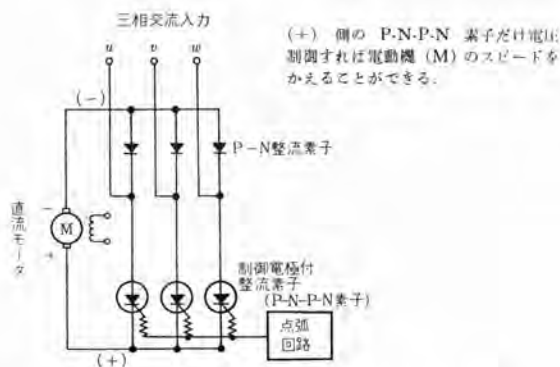 三相交流入力
u v w
(+) 側の P-N-P-N 素子だけ電圧
制御すれば電動機 (M) のスピードを
かえることができる.
(-)
P-N整流素子
直流モータ
-
M
+
制御電極付
整流素子
(P-N-P-N素子)
点弧
回路
(+)